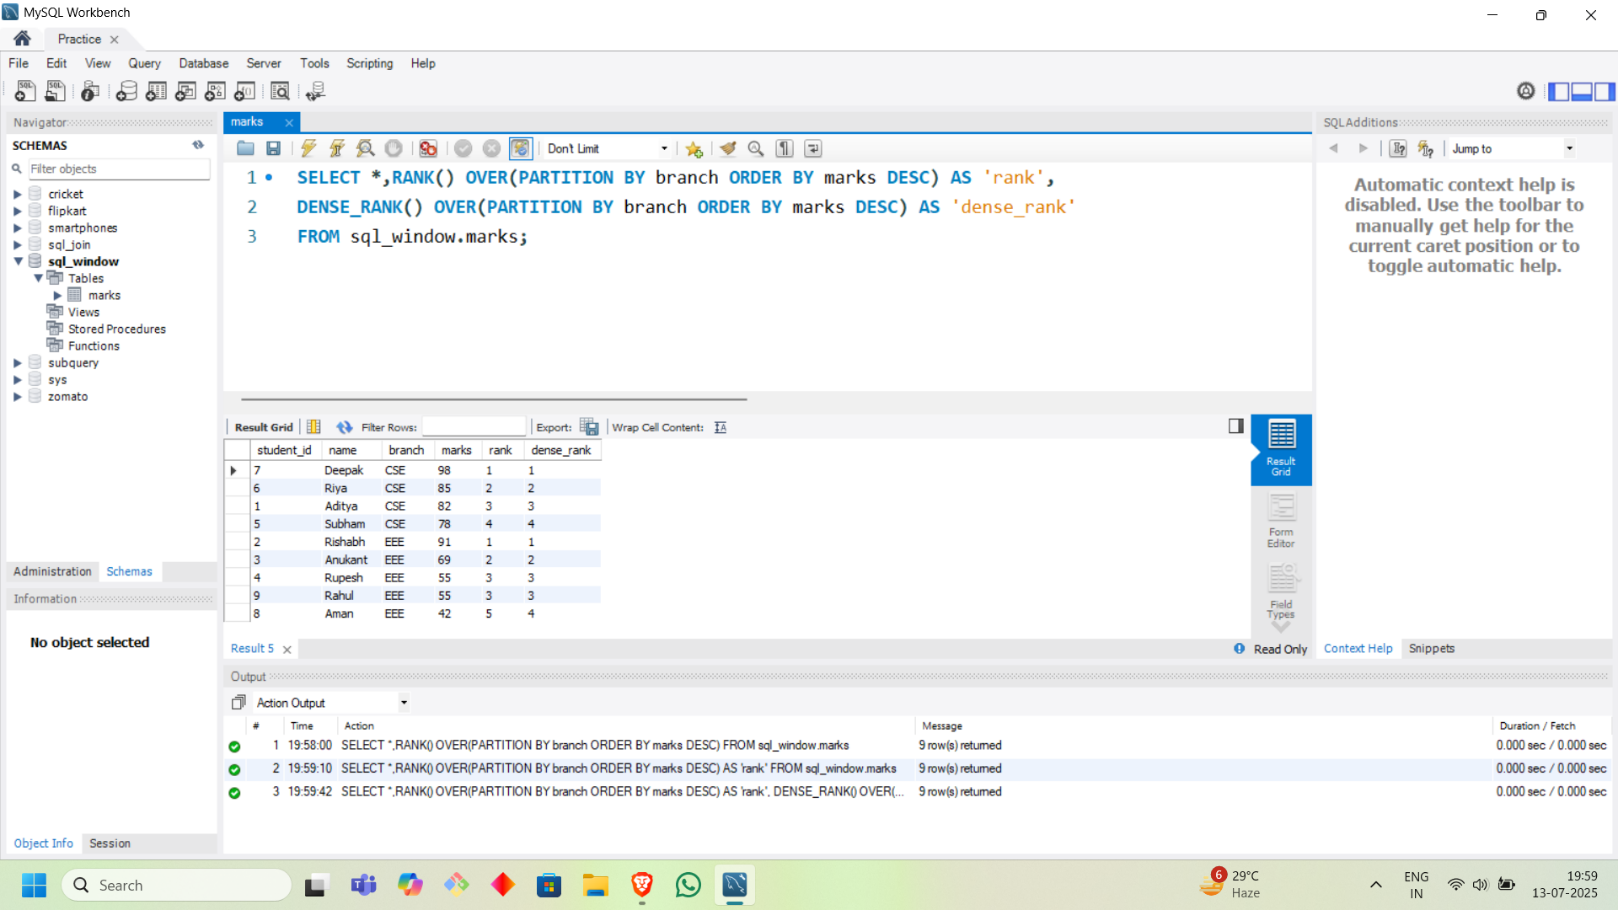 MySQL Workbench
Practice
File Edit View Query Database Server Tools Scripting Help
Navigator
SCHEMAS
Filter objects
cricket
flipkart
smartphones
sql_join
sql_window
Tables
marks
Views
Stored Procedures
Functions
subquery
sys
zomato
Administration Schemas
Information
No object selected
Object Info Session
marks
Don't Limit
1 SELECT *,RANK() OVER(PARTITION BY branch ORDER BY marks DESC) AS 'rank',
2 DENSE_RANK() OVER(PARTITION BY branch ORDER BY marks DESC) AS 'dense_rank'
3 FROM sql_window.marks;
Result Grid Filter Rows: Export: Wrap Cell Content:
student_id name branch marks rank dense_rank
7 Deepak CSE 98 1 1
6 Riya CSE 85 2 2
1 Aditya CSE 82 3 3
5 Subham CSE 78 4 4
2 Rishabh EEE 91 1 1
3 Anukant EEE 69 2 2
4 Rupesh EEE 55 3 3
9 Rahul EEE 55 3 3
8 Aman EEE 42 5 4
Result
Grid
Form
Editor
Field
Types
Result 5
Read Only
SQLAdditions
Jump to
Automatic context help is
disabled. Use the toolbar to
manually get help for the
current caret position or to
toggle automatic help.
Context Help Snippets
Output
Action Output
# Time Action Message Duration / Fetch
1 19:58:00 SELECT *,RANK() OVER(PARTITION BY branch ORDER BY marks DESC) FROM sql_window.marks 9 row(s) returned 0.000 sec / 0.000 sec
2 19:59:10 SELECT *,RANK() OVER(PARTITION BY branch ORDER BY marks DESC) AS 'rank' FROM sql_window.marks 9 row(s) returned 0.000 sec / 0.000 sec
3 19:59:42 SELECT *,RANK() OVER(PARTITION BY branch ORDER BY marks DESC) AS 'rank', DENSE_RANK() OVER(... 9 row(s) returned 0.000 sec / 0.000 sec
Search
6
29°C
Haze
ENG
IN
19:59
13-07-2025